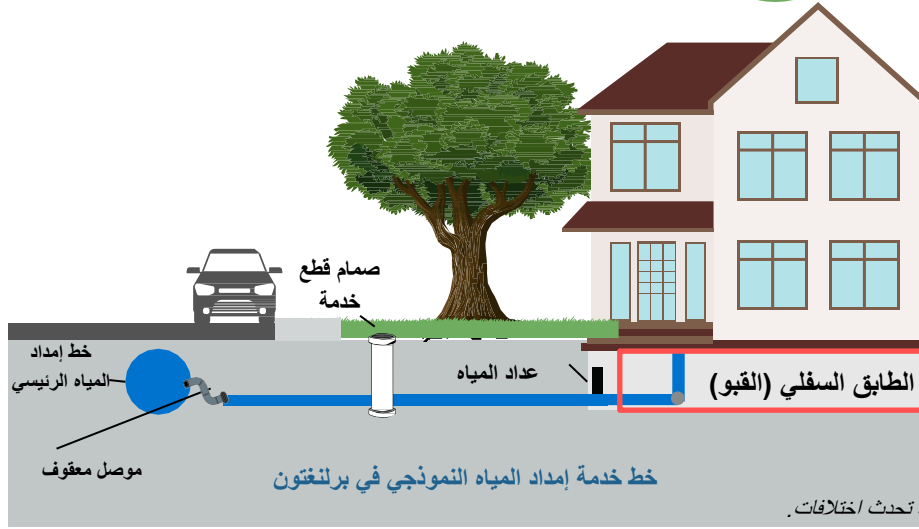 صمام قطع
خدمة
خط إمداد
المياه الرئيسي
عداد المياه
الطابق السفلي (القبو)
موصل معقوف
خط خدمة إمداد المياه النموذجي في برلنغتون
تحدث اختلافات.